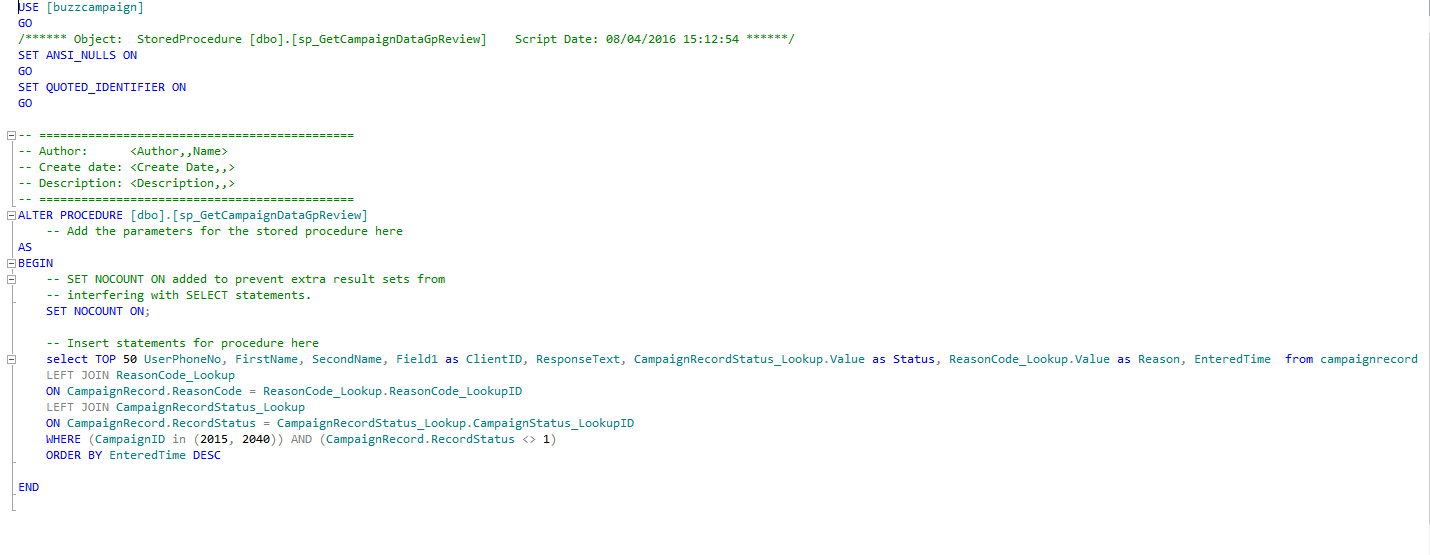 USE [buzzcampaign]
GO
/****** Object:  StoredProcedure [dbo].[sp_GetCampaignDataGpReview]    Script Date: 08/04/2016 15:12:54 ******/
SET ANSI_NULLS ON
GO
SET QUOTED_IDENTIFIER ON
GO

-- =============================================
-- Author:      <Author,,Name>
-- Create date: <Create Date,,>
-- Description: <Description,,>
-- =============================================
ALTER PROCEDURE [dbo].[sp_GetCampaignDataGpReview]
    -- Add the parameters for the stored procedure here
AS
BEGIN
    -- SET NOCOUNT ON added to prevent extra result sets from
    -- interfering with SELECT statements.
    SET NOCOUNT ON;

    -- Insert statements for procedure here
    select TOP 50 UserPhoneNo, FirstName, SecondName, Field1 as ClientID, ResponseText, CampaignRecordStatus_Lookup.Value as Status, ReasonCode_Lookup.Value as Reason, EnteredTime  from campaignrecord
    LEFT JOIN ReasonCode_Lookup
    ON CampaignRecord.ReasonCode = ReasonCode_Lookup.ReasonCode_LookupID
    LEFT JOIN CampaignRecordStatus_Lookup
    ON CampaignRecord.RecordStatus = CampaignRecordStatus_Lookup.CampaignStatus_LookupID
    WHERE (CampaignID in (2015, 2040)) AND (CampaignRecord.RecordStatus <> 1)
    ORDER BY EnteredTime DESC

END